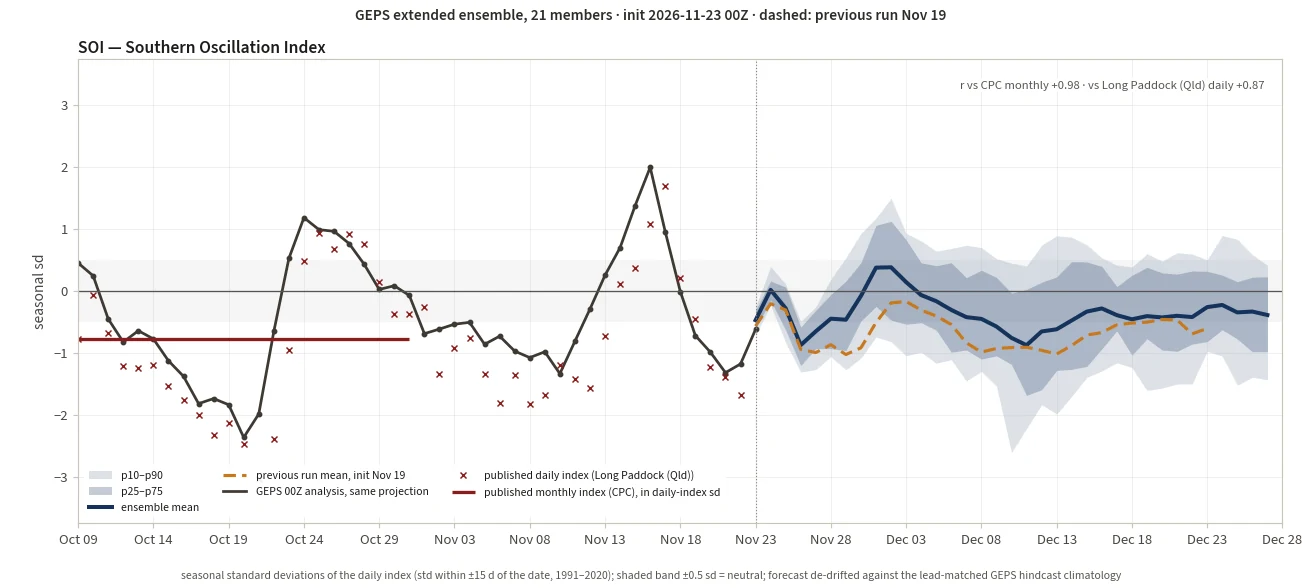 GEPS extended ensemble, 21 members · init 2026-11-23 00Z · dashed: previous run Nov 19
SOI — Southern Oscillation Index
r vs CPC monthly +0.98 · vs Long Paddock (Qld) daily +0.87
seasonal sd
3
2
1
0
−1
−2
−3
p10–p90
p25–p75
ensemble mean
previous run mean, init Nov 19
GEPS 00Z analysis, same projection
published daily index (Long Paddock (Qld))
published monthly index (CPC), in daily-index sd
Oct 09 Oct 14 Oct 19 Oct 24 Oct 29 Nov 03 Nov 08 Nov 13 Nov 18 Nov 23 Nov 28 Dec 03 Dec 08 Dec 13 Dec 18 Dec 23 Dec 28
seasonal standard deviations of the daily index (std within ±15 d of the date, 1991–2020); shaded band ±0.5 sd = neutral; forecast de-drifted against the lead-matched GEPS hindcast climatology